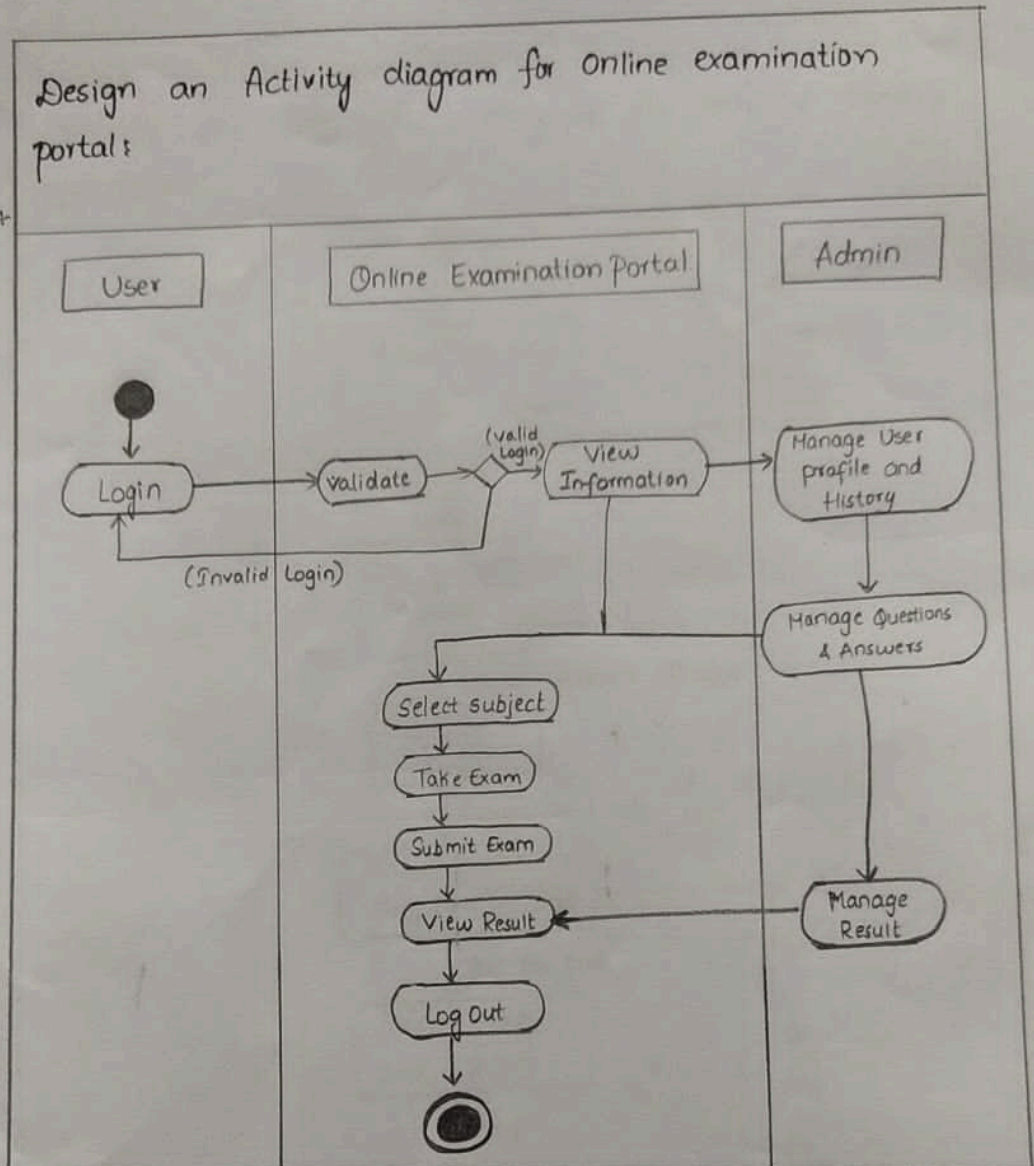 Design an Activity diagram for Online examination
portal:
User
Online Examination Portal
Admin
Login
validate
(valid
Login)
View
Information
Manage User
profile and
History
(Invalid Login)
Manage Questions
& Answers
Select subject
Take Exam
Submit Exam
View Result
Manage
Result
Log Out